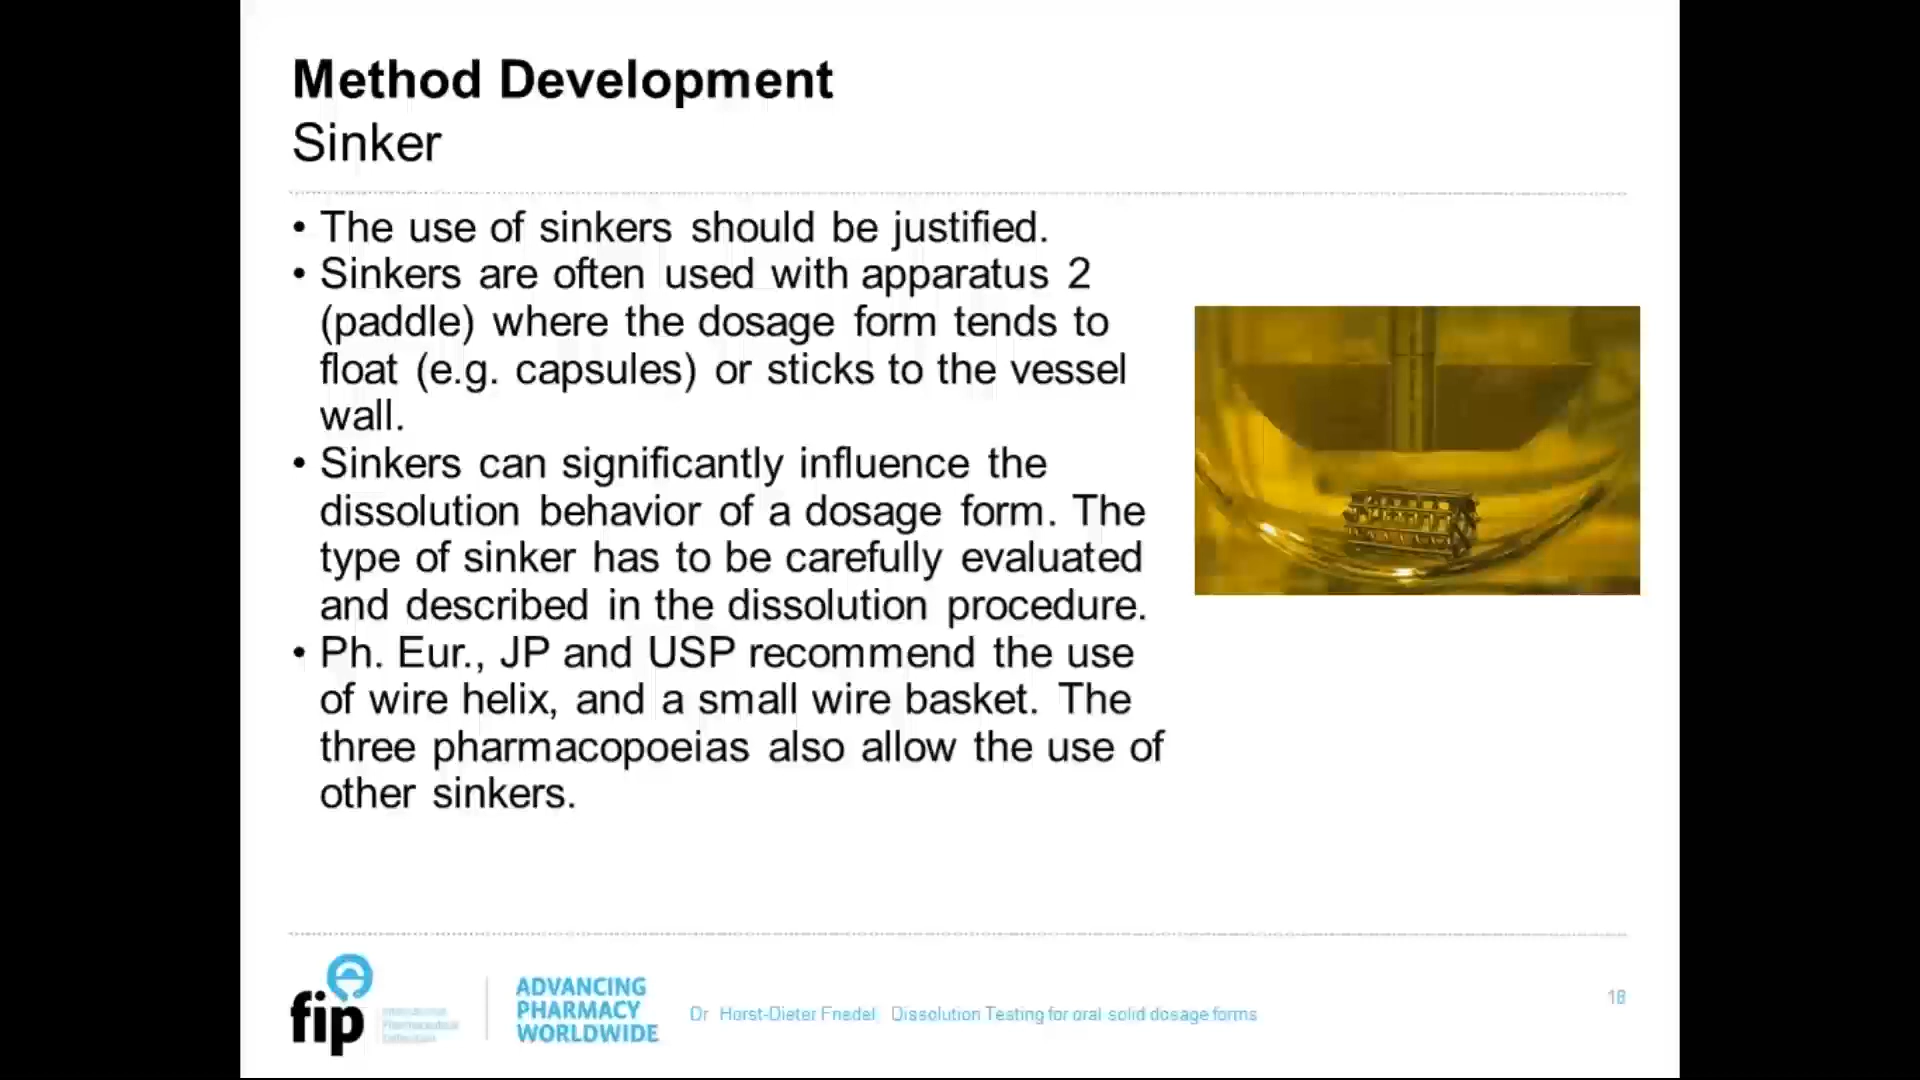 Method Development
Sinker
• The use of sinkers should be justified.
• Sinkers are often used with apparatus 2
(paddle) where the dosage form tends to
float (e.g. capsules) or sticks to the vessel
wall.
• Sinkers can significantly influence the
dissolution behavior of a dosage form. The
type of sinker has to be carefully evaluated
and described in the dissolution procedure.
• Ph. Eur., JP and USP recommend the use
of wire helix, and a small wire basket. The
three pharmacopoeias also allow the use of
other sinkers.
fip
International
Pharmaceutical
Federation
ADVANCING
PHARMACY
WORLDWIDE
Dr Horst-Dieter Friedel Dissolution Testing for oral solid dosage forms
18